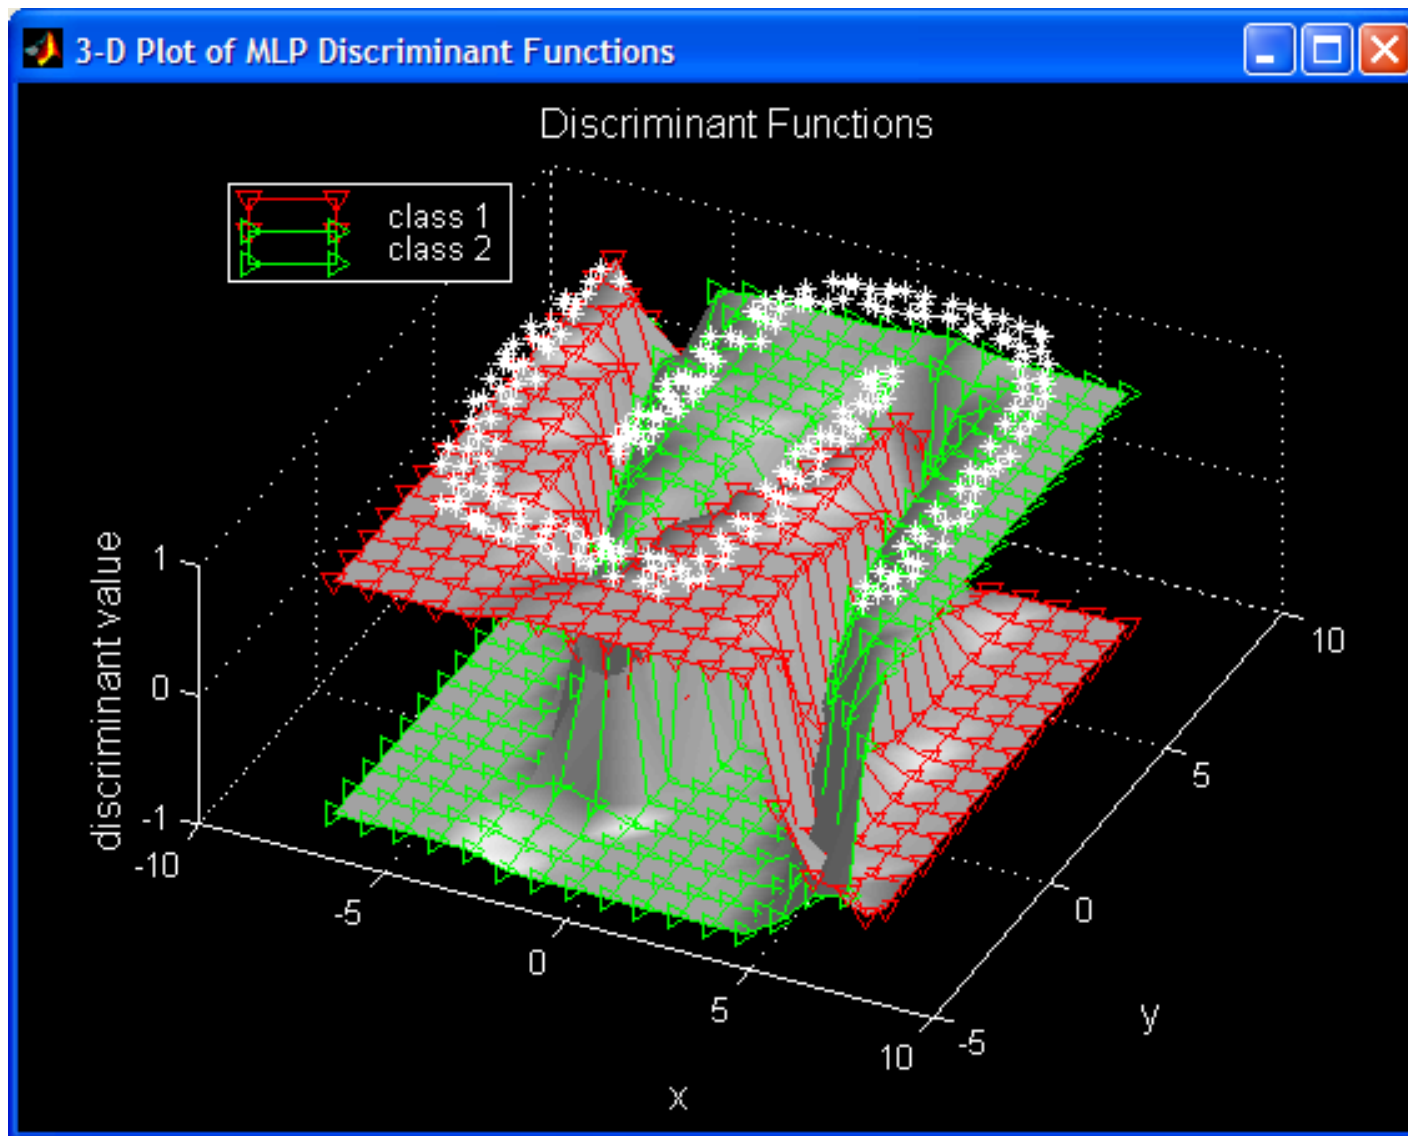 3-D Plot of MLP Discriminant Functions
Discriminant Functions
class 1
class 2
discriminant value
1
0
-1
-10
-5
0
5
10
x
-5
0
5
10
y